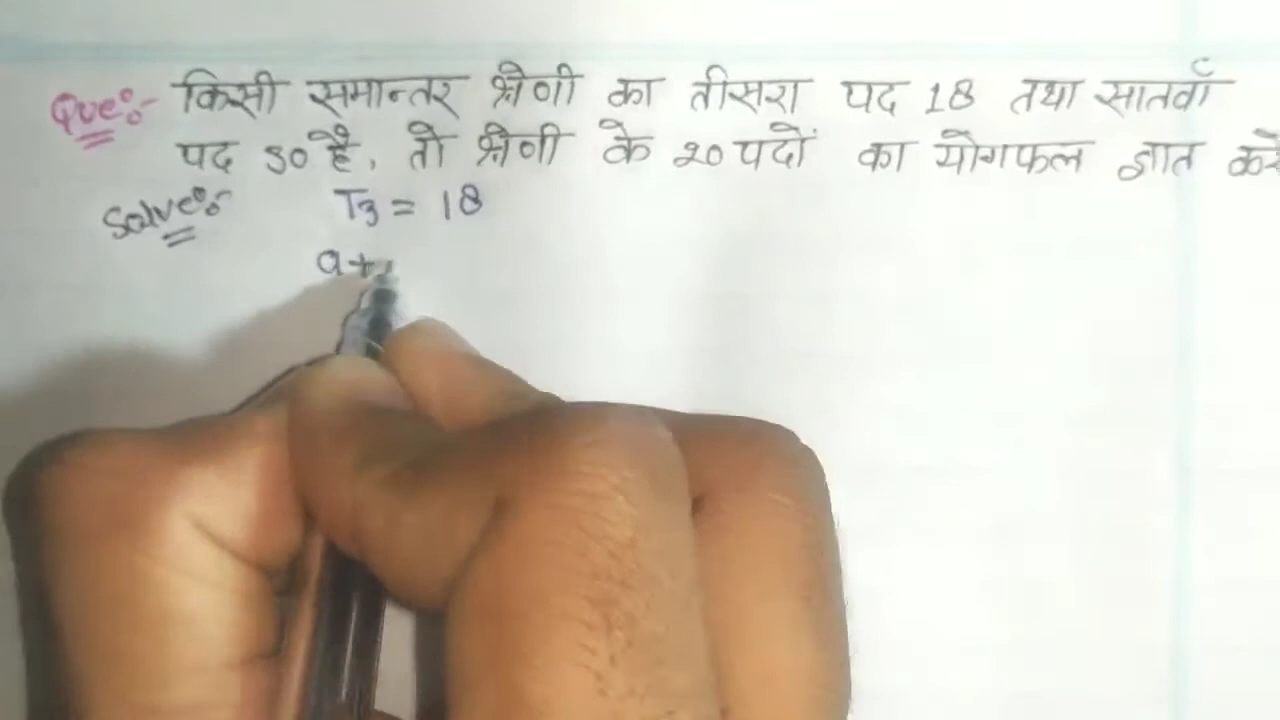 Que:- किसी समान्तर श्रेणी का तीसरा पद 18 तथा सातवाँ
पद 30 है, तो श्रेणी के 20 पदों का योगफल ज्ञात करें
Solve:- T3 = 18
a+